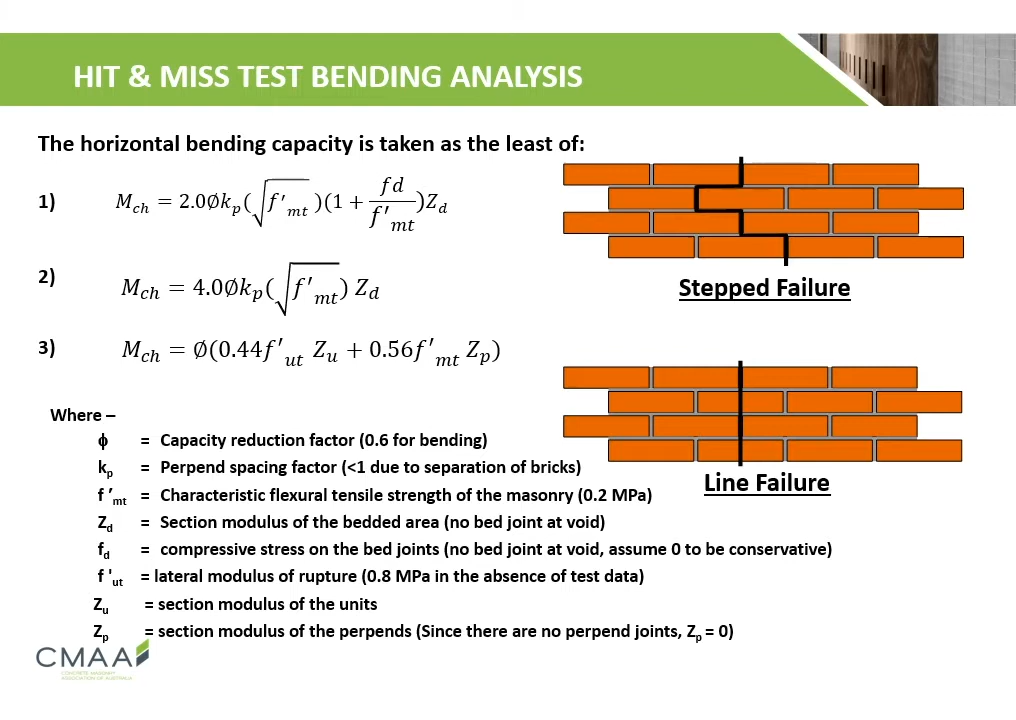 HIT & MISS TEST BENDING ANALYSIS
The horizontal bending capacity is taken as the least of:
1) M_ch = 2.0∅k_p(√f'_mt)(1 + fd/f'_mt)Z_d
2) M_ch = 4.0∅k_p(√f'_mt) Z_d
3) M_ch = ∅(0.44f'_ut Z_u + 0.56f'_mt Z_p)
Stepped Failure
Line Failure
Where –
ϕ = Capacity reduction factor (0.6 for bending)
k_p = Perpend spacing factor (<1 due to separation of bricks)
f '_mt = Characteristic flexural tensile strength of the masonry (0.2 MPa)
Z_d = Section modulus of the bedded area (no bed joint at void)
f_d = compressive stress on the bed joints (no bed joint at void, assume 0 to be conservative)
f '_ut = lateral modulus of rupture (0.8 MPa in the absence of test data)
Z_u = section modulus of the units
Z_p = section modulus of the perpends (Since there are no perpend joints, Z_p = 0)
CMAA
CONCRETE MASONRY
ASSOCIATION OF AUSTRALIA